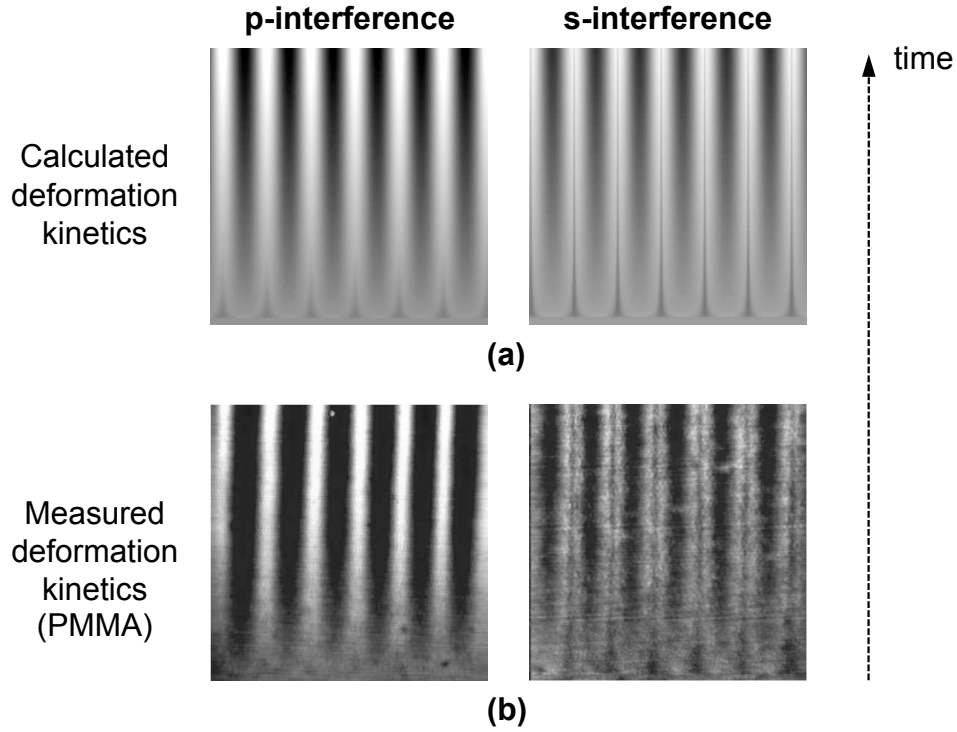 p-interference
s-interference
time
Calculated
deformation
kinetics
(a)
Measured
deformation
kinetics
(PMMA)
(b)